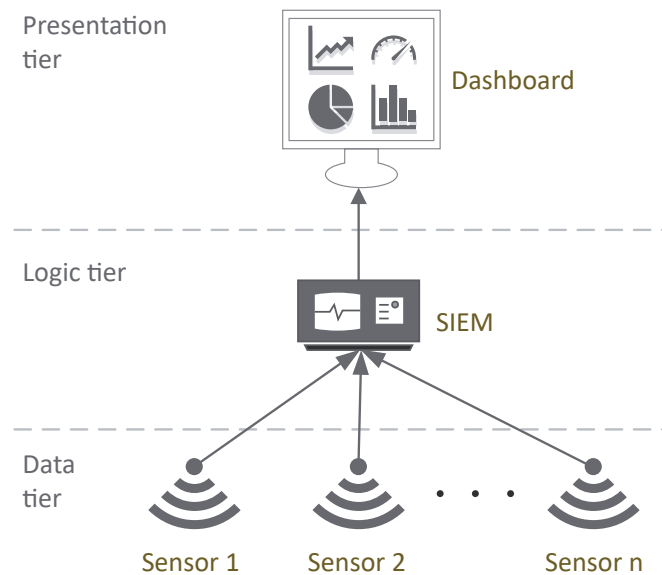 Presentation
tier
Dashboard
Logic tier
SIEM
Data
tier
Sensor 1
Sensor 2
Sensor n